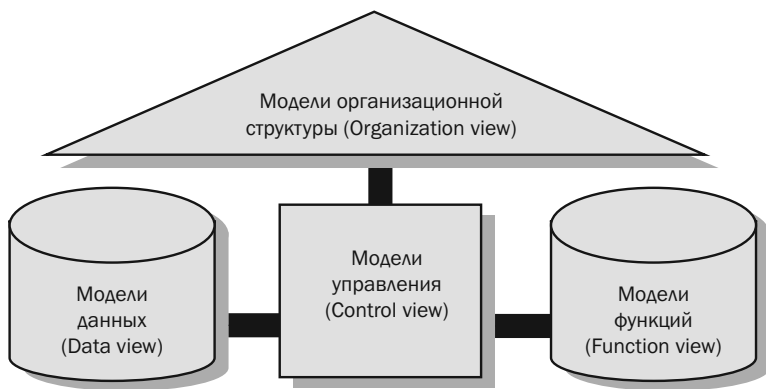 Модели организационной
структуры (Organization view)
Модели
данных
(Data view)
Модели
управления
(Control view)
Модели
функций
(Function view)